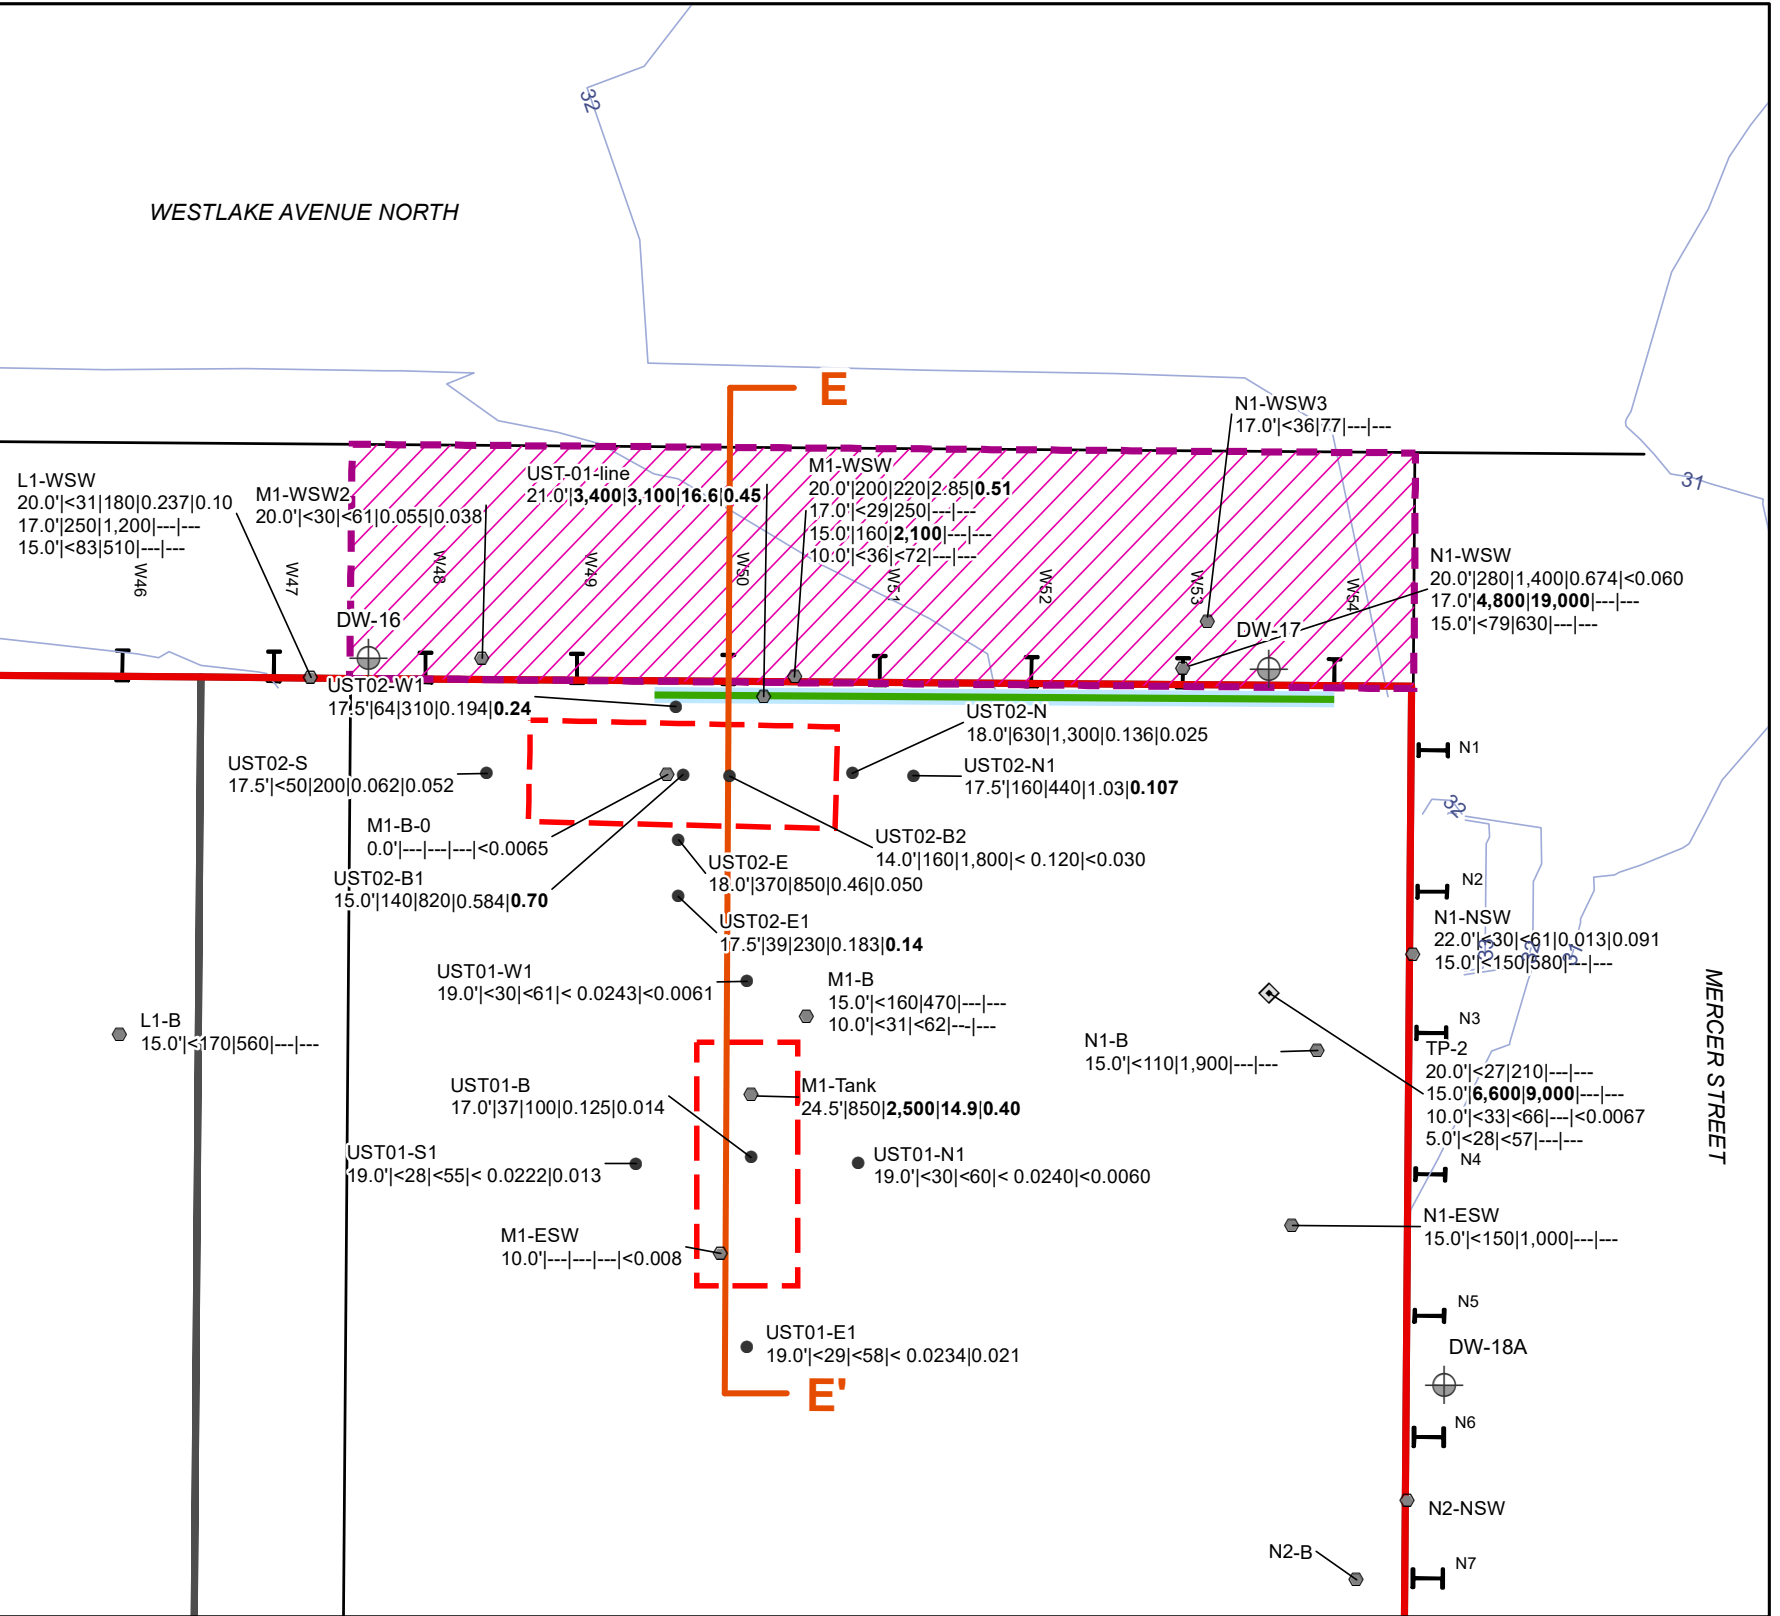 32
WESTLAKE AVENUE NORTH
E
N1-WSW3
17.0'|<36|77|---|---
L1-WSW
20.0'|<31|180|0.237|0.10
17.0'|250|1,200|---|---
15.0'|<83|510|---|---
M1-WSW2
20.0'|<30|<61|0.055|0.038
UST-01-line
21.0'|3,400|3,100|16.6|0.45
M1-WSW
20.0'|200|220|2.85|0.51
17.0'|<29|250|---|---
15.0'|160|2,100|---|---
10.0'|<36|<72|---|---
31
N1-WSW
20.0'|280|1,400|0.674|<0.060
17.0'|4,800|19,000|---|---
15.0'|<79|630|---|---
W46
W47
W48
W49
W50
W51
W52
W53
W54
DW-16
DW-17
UST02-W1
17.5'|64|310|0.194|0.24
UST02-N
18.0'|630|1,300|0.136|0.025
UST02-S
17.5'|<50|200|0.062|0.052
UST02-N1
17.5'|160|440|1.03|0.107
N1
M1-B-0
0.0'|---|---|---|<0.0065
UST02-B2
14.0'|160|1,800|< 0.120|<0.030
32
UST02-E
18.0'|370|850|0.46|0.050
UST02-B1
15.0'|140|820|0.584|0.70
N2
UST02-E1
17.5'|39|230|0.183|0.14
N1-NSW
22.0'|<30|<61|0.013|0.091
15.0'|<150|580|---|---
33
32
31
UST01-W1
19.0'|<30|<61|< 0.0243|<0.0061
M1-B
15.0'|<160|470|---|---
10.0'|<31|<62|---|---
L1-B
15.0'|<170|560|---|---
N1-B
15.0'|<110|1,900|---|---
N3
TP-2
20.0'|<27|210|---|---
15.0'|6,600|9,000|---|---
10.0'|<33|<66|---|<0.0067
5.0'|<28|<57|---|---
MERCER STREET
UST01-B
17.0'|37|100|0.125|0.014
M1-Tank
24.5'|850|2,500|14.9|0.40
UST01-S1
19.0'|<28|<55|< 0.0222|0.013
UST01-N1
19.0'|<30|<60|< 0.0240|<0.0060
N4
M1-ESW
10.0'|---|---|---|<0.008
N1-ESW
15.0'|<150|1,000|---|---
N5
UST01-E1
19.0'|<29|<58|< 0.0234|0.021
DW-18A
E'
N6
N2-NSW
N2-B
N7